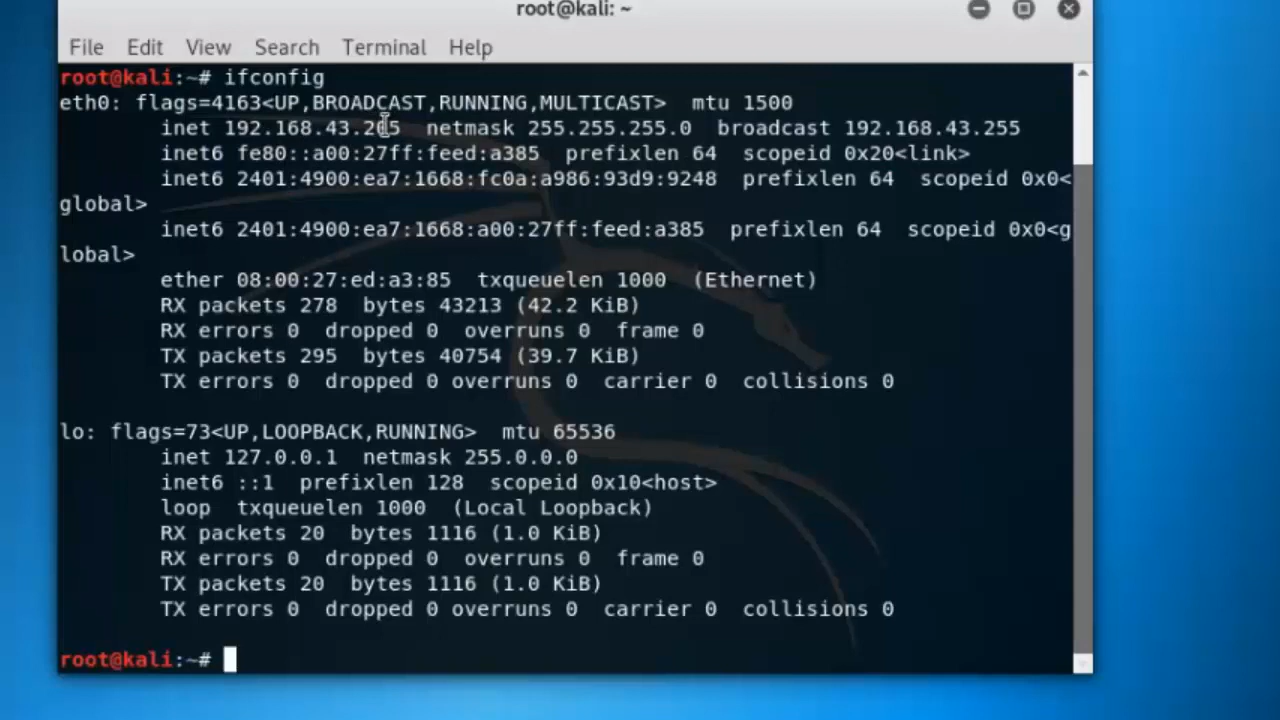 root@kali: ~
File Edit View Search Terminal Help
root@kali:~# ifconfig
eth0: flags=4163<UP,BROADCAST,RUNNING,MULTICAST>  mtu 1500
        inet 192.168.43.205  netmask 255.255.255.0  broadcast 192.168.43.255
        inet6 fe80::a00:27ff:feed:a385  prefixlen 64  scopeid 0x20<link>
        inet6 2401:4900:ea7:1668:fc0a:a986:93d9:9248  prefixlen 64  scopeid 0x0<
global>
        inet6 2401:4900:ea7:1668:a00:27ff:feed:a385  prefixlen 64  scopeid 0x0<g
lobal>
        ether 08:00:27:ed:a3:85  txqueuelen 1000  (Ethernet)
        RX packets 278  bytes 43213 (42.2 KiB)
        RX errors 0  dropped 0  overruns 0  frame 0
        TX packets 295  bytes 40754 (39.7 KiB)
        TX errors 0  dropped 0 overruns 0  carrier 0  collisions 0
lo: flags=73<UP,LOOPBACK,RUNNING>  mtu 65536
        inet 127.0.0.1  netmask 255.0.0.0
        inet6 ::1  prefixlen 128  scopeid 0x10<host>
        loop  txqueuelen 1000  (Local Loopback)
        RX packets 20  bytes 1116 (1.0 KiB)
        RX errors 0  dropped 0  overruns 0  frame 0
        TX packets 20  bytes 1116 (1.0 KiB)
        TX errors 0  dropped 0 overruns 0  carrier 0  collisions 0
root@kali:~#